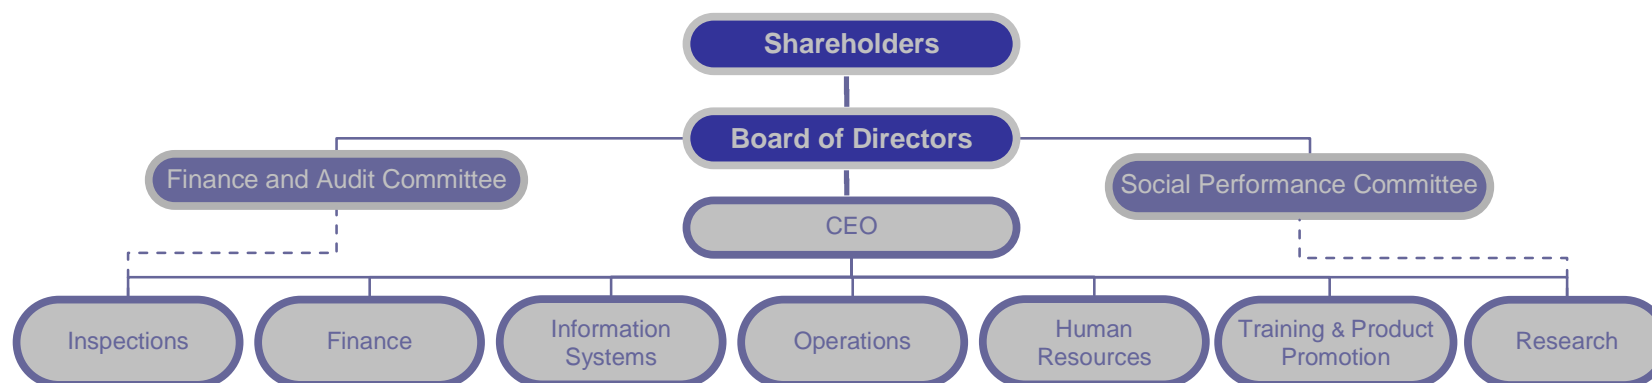 Shareholders
Board of Directors
Finance and Audit Committee
Social Performance Committee
CEO
Inspections
Finance
Information
Systems
Operations
Human
Resources
Training & Product
Promotion
Research